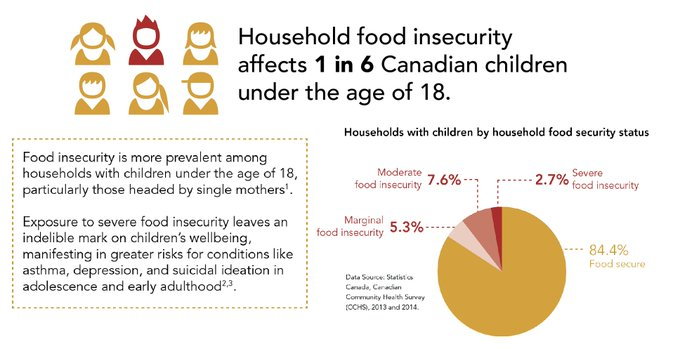 Household food insecurity
affects 1 in 6 Canadian children
under the age of 18.
Food insecurity is more prevalent among
households with children under the age of 18,
particularly those headed by single mothers¹.
Exposure to severe food insecurity leaves an
indelible mark on children's wellbeing,
manifesting in greater risks for conditions like
asthma, depression, and suicidal ideation in
adolescence and early adulthood²,³.
Households with children by household food security status
Moderate
food insecurity 7.6%
2.7% Severe
food insecurity
Marginal
food insecurity 5.3%
84.4%
Food secure
Data Source: Statistics
Canada, Canadian
Community Health Survey
(CCHS), 2013 and 2014.